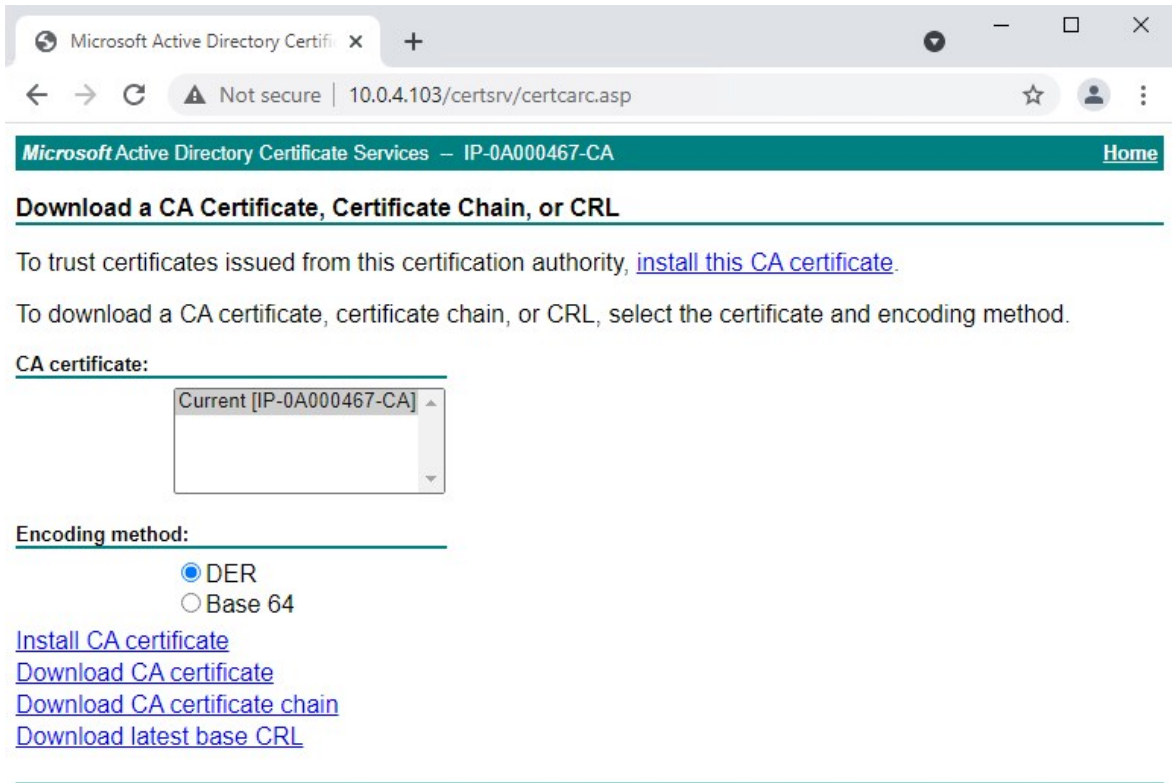 Microsoft Active Directory Certifi
Not secure | 10.0.4.103/certsrv/certcarc.asp
Microsoft Active Directory Certificate Services -- IP-0A000467-CA Home
Download a CA Certificate, Certificate Chain, or CRL
To trust certificates issued from this certification authority, install this CA certificate.
To download a CA certificate, certificate chain, or CRL, select the certificate and encoding method.
CA certificate:
Current [IP-0A000467-CA]
Encoding method:
DER
Base 64
Install CA certificate
Download CA certificate
Download CA certificate chain
Download latest base CRL